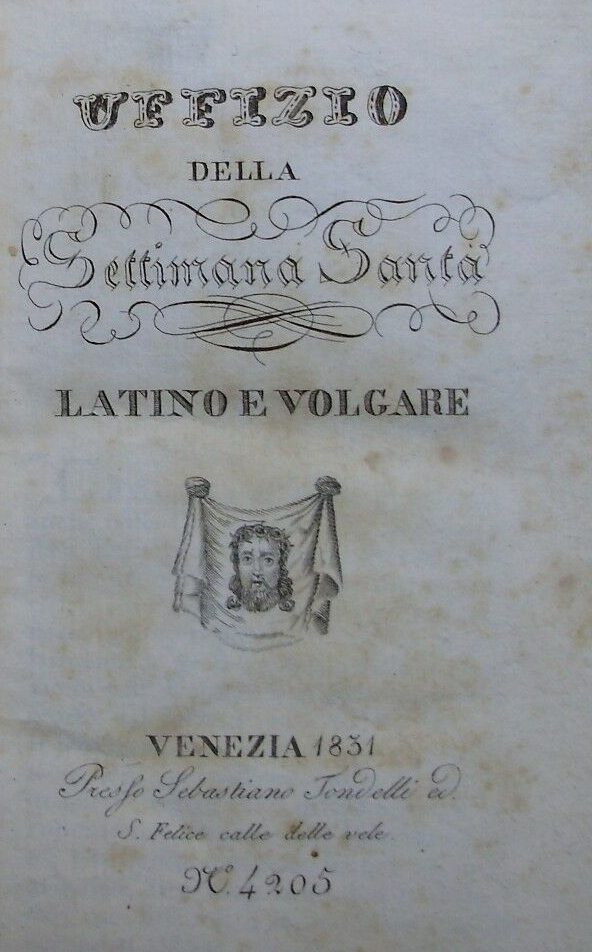 UFFIZIO
DELLA
Settimana Santa
LATINO E VOLGARE
VENEZIA 1831
Presso Sebastiano Tondelli ed.
S. Felice calle delle vele.
N. 4205